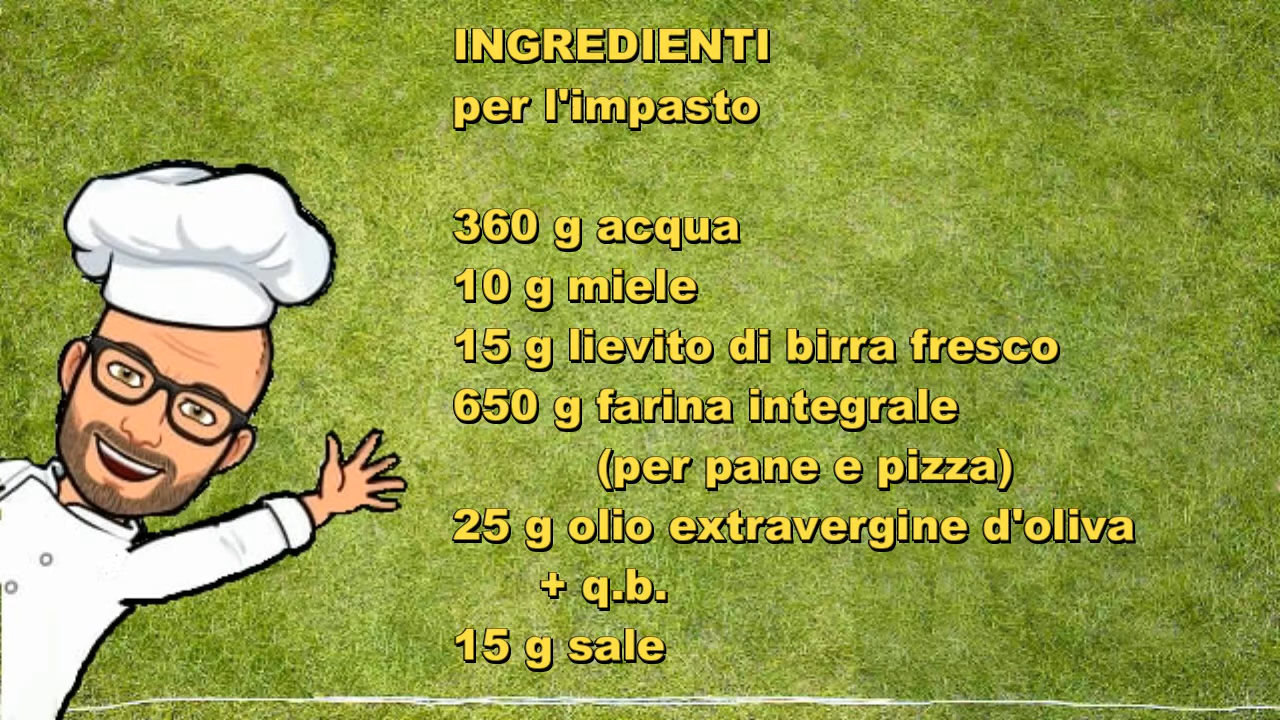 INGREDIENTI
per l'impasto
360 g acqua
10 g miele
15 g lievito di birra fresco
650 g farina integrale
(per pane e pizza)
25 g olio extravergine d'oliva
+ q.b.
15 g sale